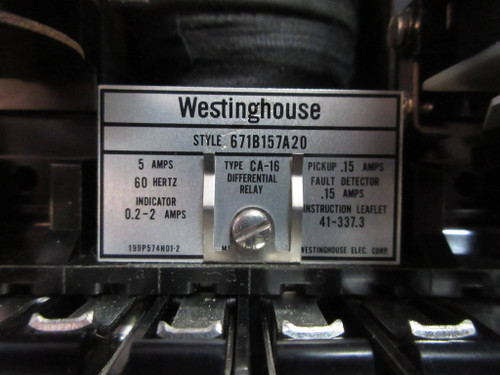 Westinghouse
STYLE 671B157A20
5 AMPS
60 HERTZ
INDICATOR
0.2-2 AMPS
199P574H01-2
TYPE CA-16
DIFFERENTIAL
RELAY
PICKUP .15 AMPS
FAULT DETECTOR
.15 AMPS
INSTRUCTION LEAFLET
41-337.3
WESTINGHOUSE ELEC. CORP.